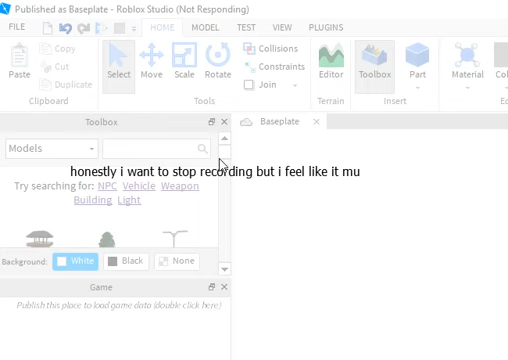 Published as Baseplate - Roblox Studio (Not Responding)
FILE HOME MODEL TEST VIEW PLUGINS
Paste Copy Cut Duplicate
Select Move Scale Rotate
Collisions
Constraints
Join
Editor Toolbox Part Material
Clipboard Tools Terrain Insert
Toolbox
Baseplate
Models
honestly i want to stop recording but i feel like it mu
Try searching for: NPC Vehicle Weapon
Building Light
Background: White Black None
Game
Publish this place to load game data (double click here)